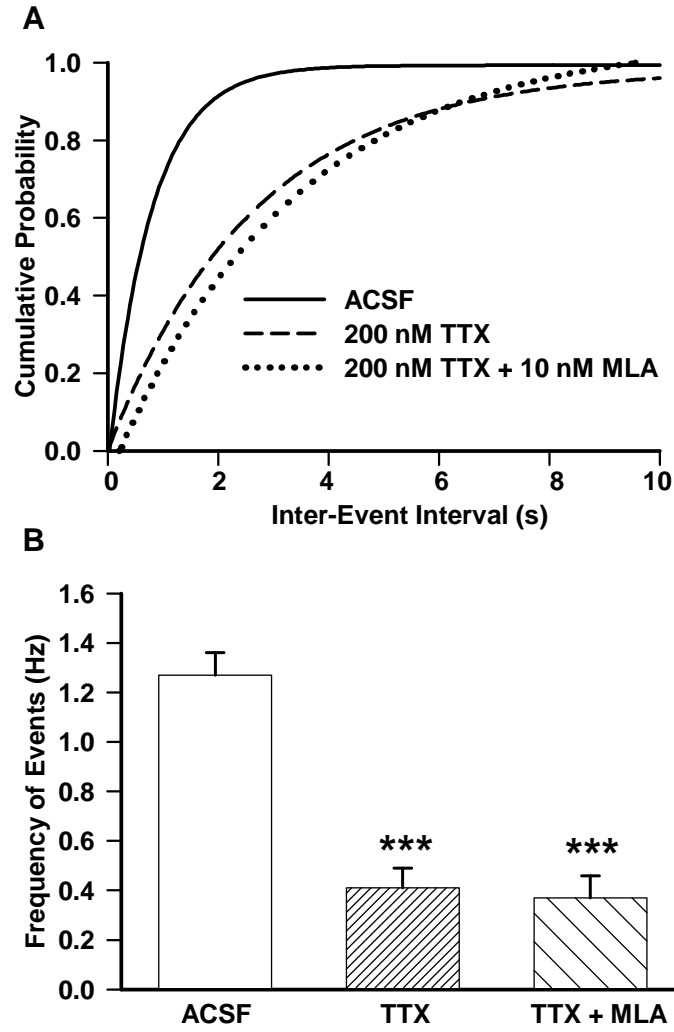 A
1.0
0.8
0.6
0.4
0.2
0.0
Cumulative Probability
ACSF
200 nM TTX
200 nM TTX + 10 nM MLA
0 2 4 6 8 10
Inter-Event Interval (s)
B
1.6
1.4
1.2
1.0
0.8
0.6
0.4
0.2
0.0
Frequency of Events (Hz)
*** ***
ACSF TTX TTX + MLA